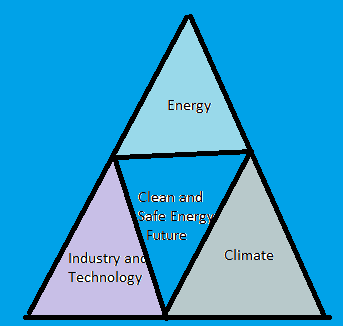 Energy
Clean and
Safe Energy
Future
Industry and
Technology
Climate